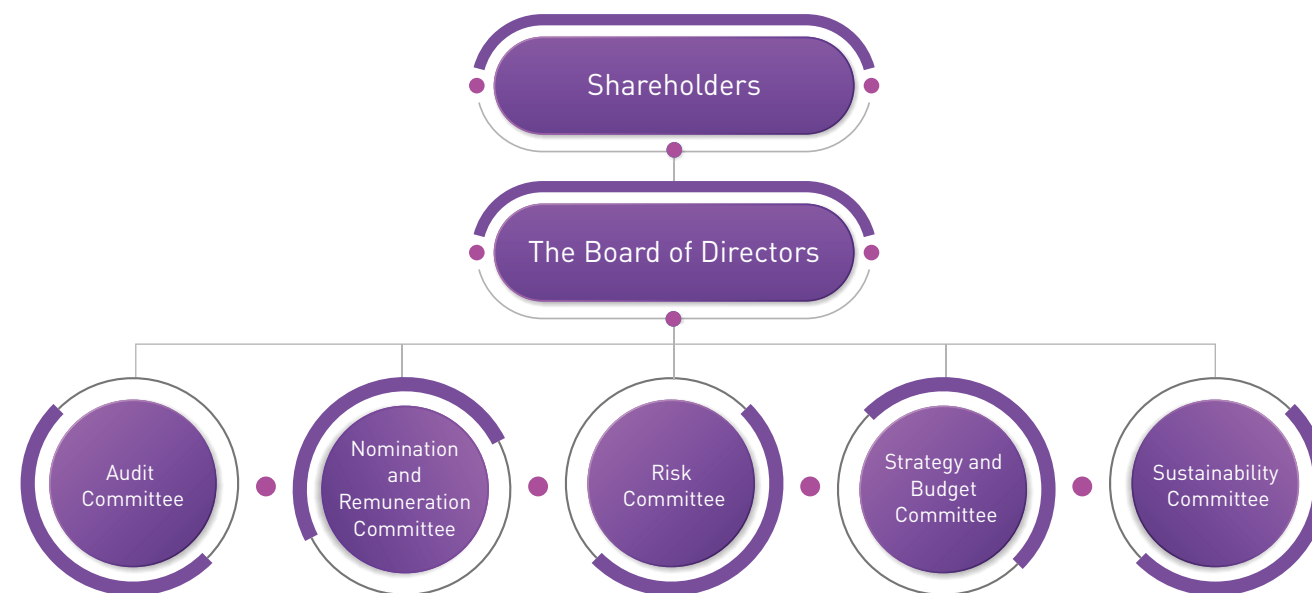 Shareholders
The Board of Directors
Audit
Committee
Nomination
and
Remuneration
Committee
Risk
Committee
Strategy and
Budget
Committee
Sustainability
Committee